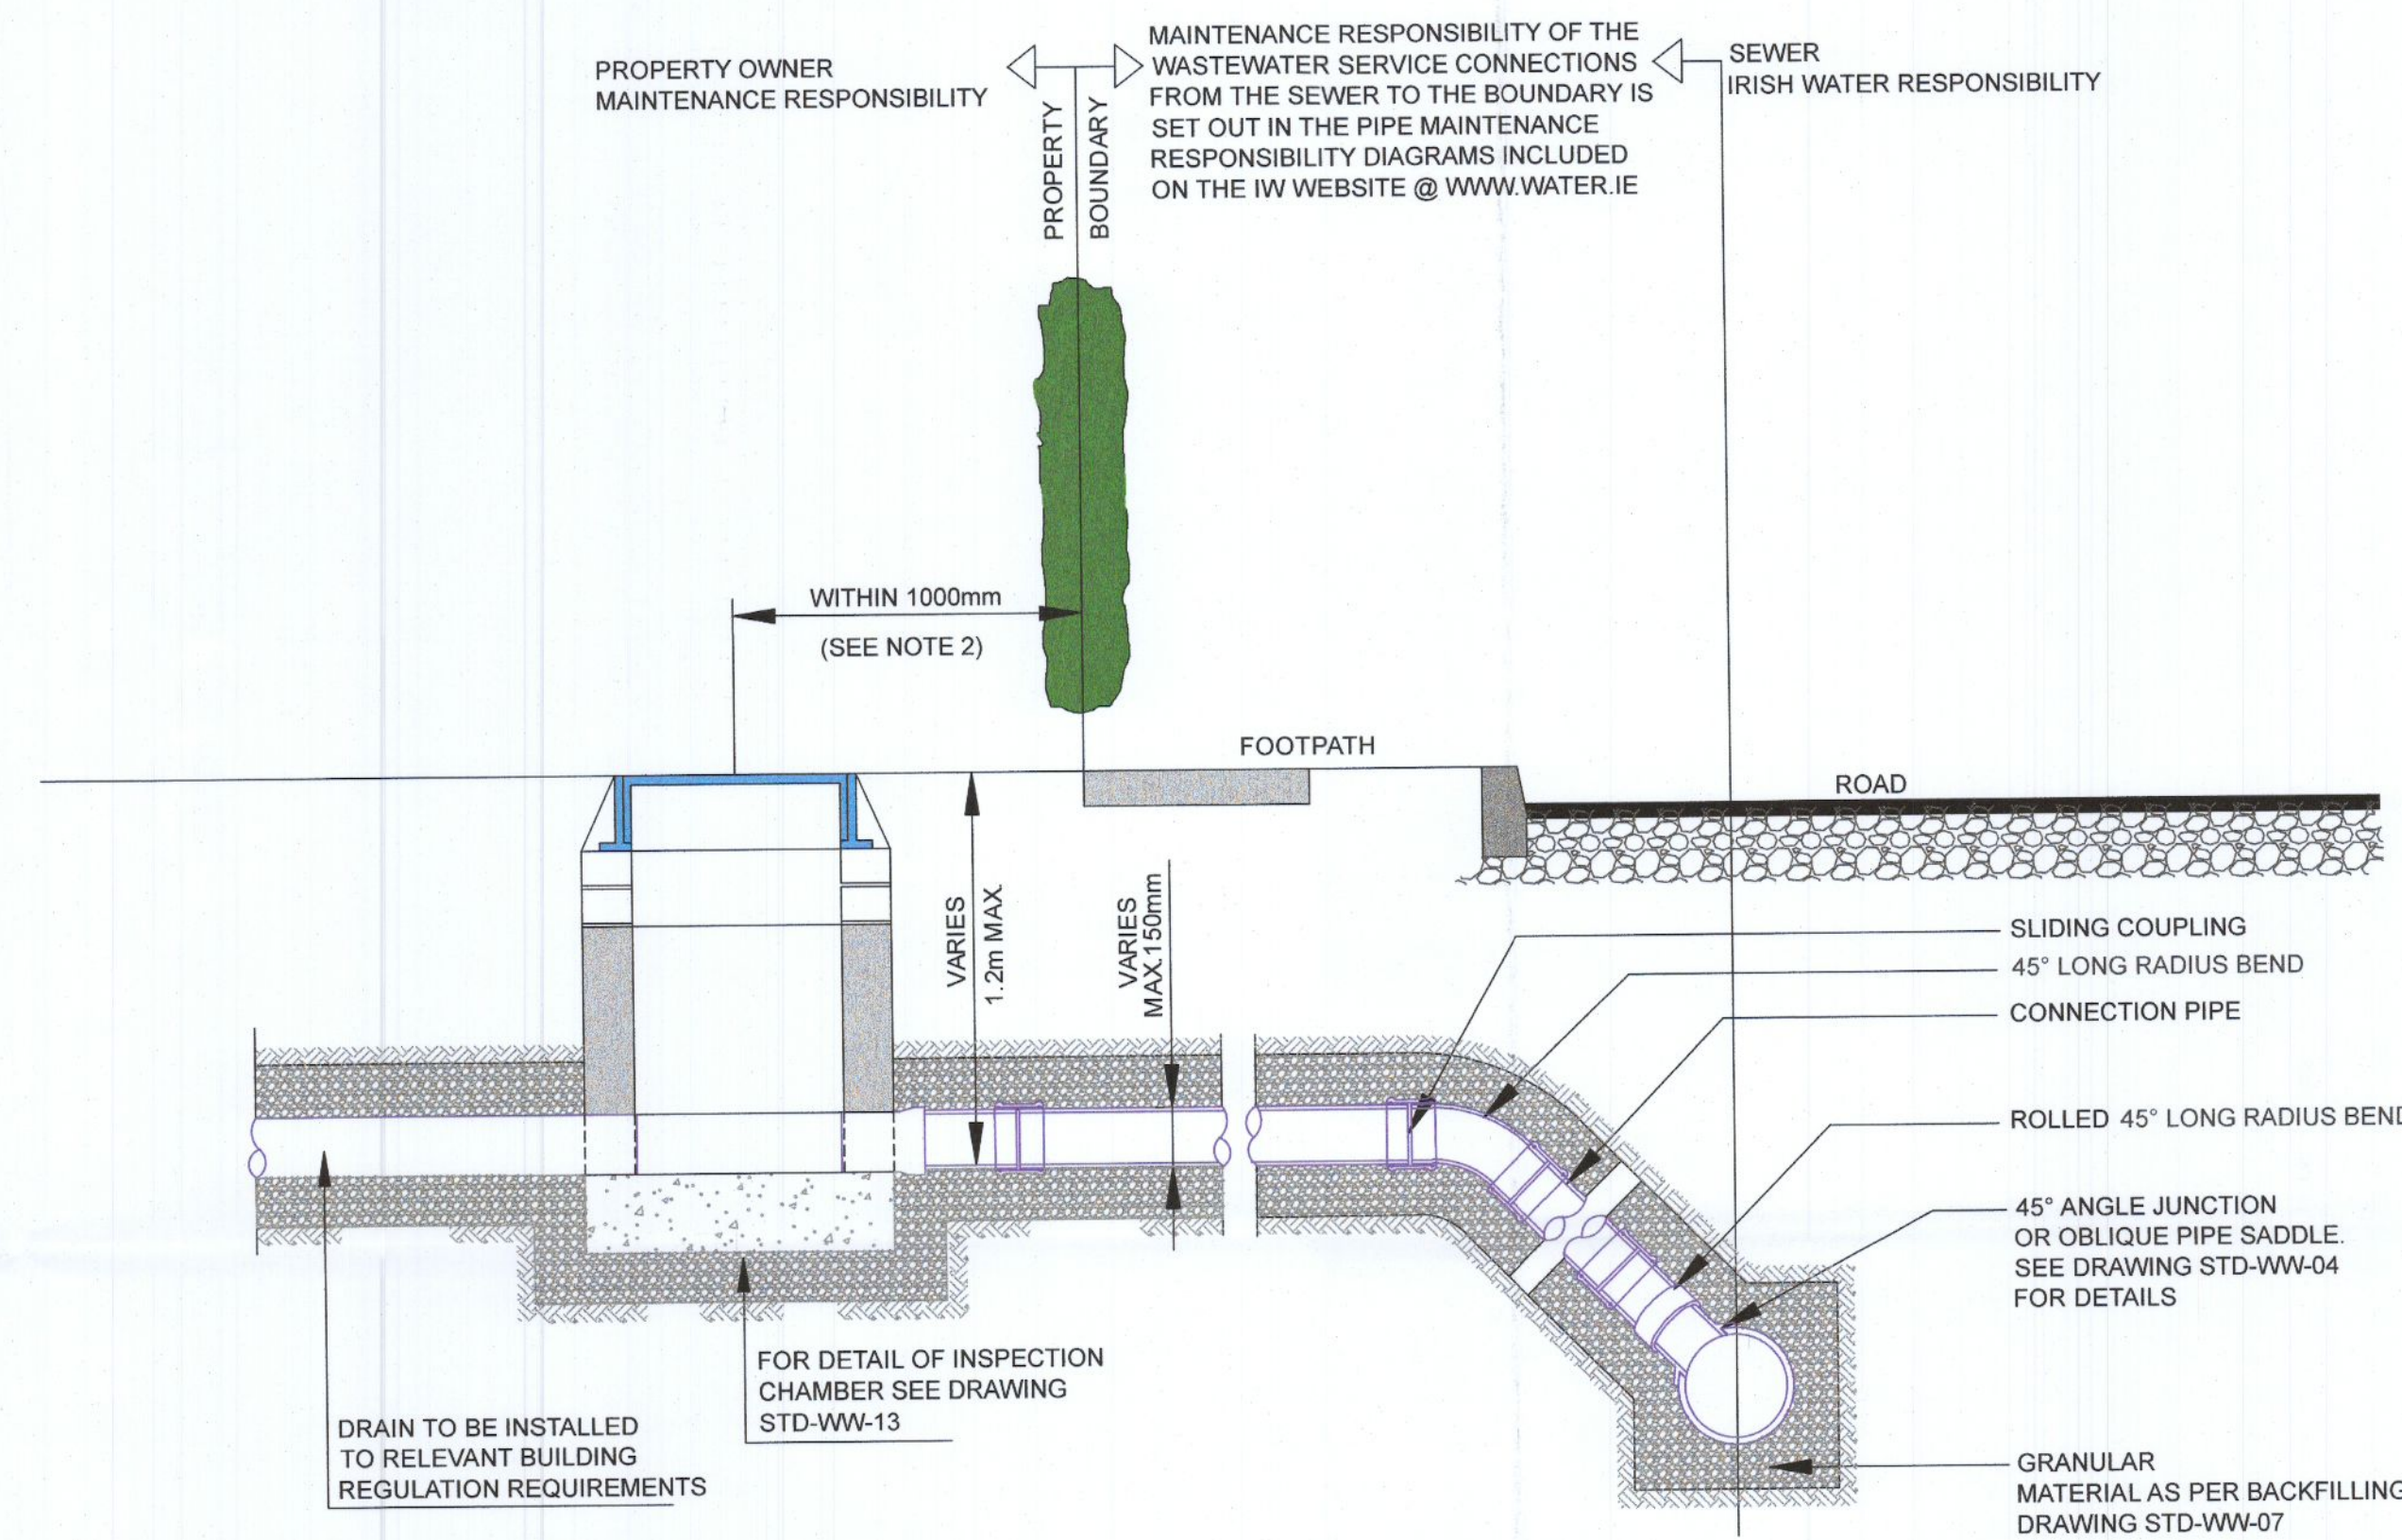 PROPERTY OWNER
MAINTENANCE RESPONSIBILITY
PROPERTY
BOUNDARY
MAINTENANCE RESPONSIBILITY OF THE
WASTEWATER SERVICE CONNECTIONS
FROM THE SEWER TO THE BOUNDARY IS
SET OUT IN THE PIPE MAINTENANCE
RESPONSIBILITY DIAGRAMS INCLUDED
ON THE IW WEBSITE @ WWW.WATER.IE
SEWER
IRISH WATER RESPONSIBILITY
WITHIN 1000mm
(SEE NOTE 2)
FOOTPATH
ROAD
VARIES
1.2m MAX.
VARIES
MAX.150mm
SLIDING COUPLING
45° LONG RADIUS BEND
CONNECTION PIPE
ROLLED 45° LONG RADIUS BEND
45° ANGLE JUNCTION
OR OBLIQUE PIPE SADDLE.
SEE DRAWING STD-WW-04
FOR DETAILS
GRANULAR
MATERIAL AS PER BACKFILLING
DRAWING STD-WW-07
FOR DETAIL OF INSPECTION
CHAMBER SEE DRAWING
STD-WW-13
DRAIN TO BE INSTALLED
TO RELEVANT BUILDING
REGULATION REQUIREMENTS